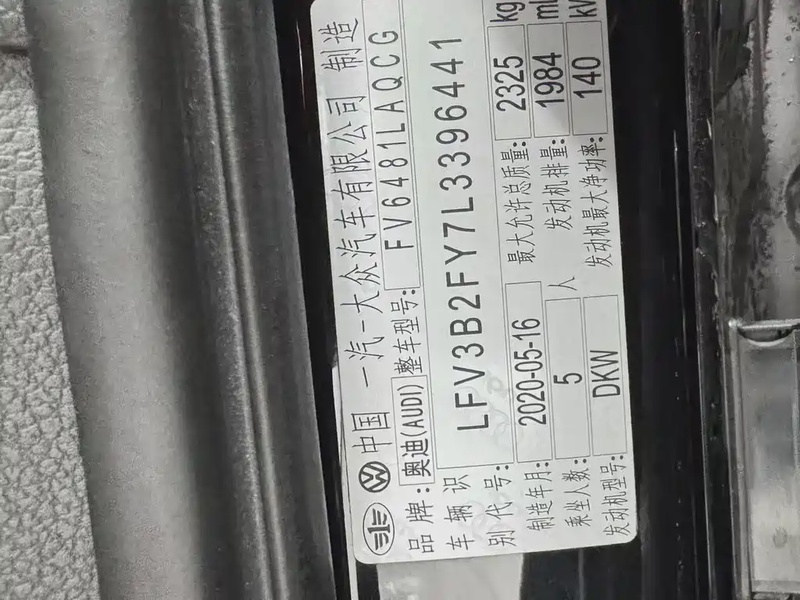 中国 一汽-大众汽车有限公司 制造
品牌: 奥迪(AUDI) 整车型号: FV6481LAQCG
车辆识别代号: LFV3B2FY7L3396441
制造年月: 2020-05-16 最大允许总质量: 2325 kg
乘坐人数: 5 人 发动机排量: 1984 ml
发动机型号: DKW 发动机最大净功率: 140 kW